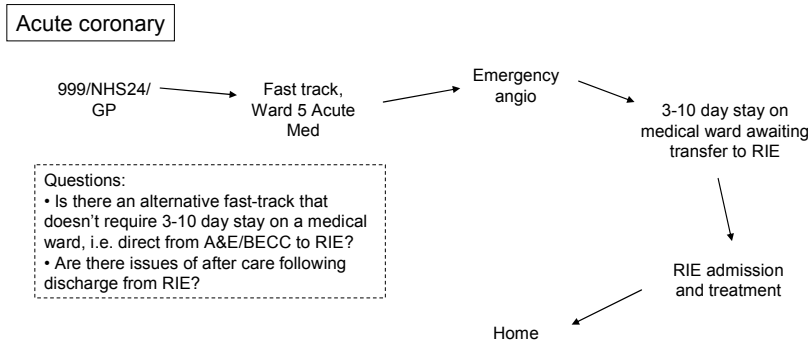 Acute coronary
999/NHS24/
GP
Fast track,
Ward 5 Acute
Med
Emergency
angio
3-10 day stay on
medical ward awaiting
transfer to RIE
Questions:
• Is there an alternative fast-track that
doesn't require 3-10 day stay on a medical
ward, i.e. direct from A&E/BECC to RIE?
• Are there issues of after care following
discharge from RIE?
RIE admission
and treatment
Home